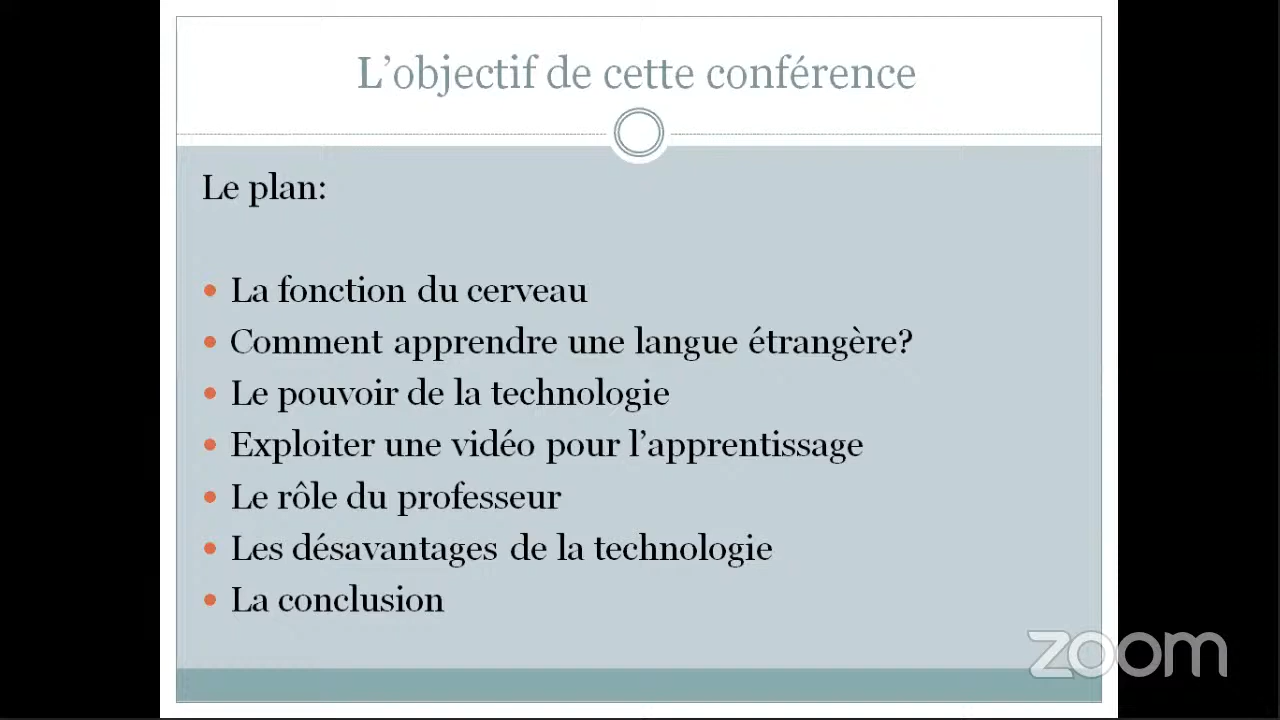 L'objectif de cette conférence
Le plan:
• La fonction du cerveau
• Comment apprendre une langue étrangère?
• Le pouvoir de la technologie
• Exploiter une vidéo pour l'apprentissage
• Le rôle du professeur
• Les désavantages de la technologie
• La conclusion
zoom